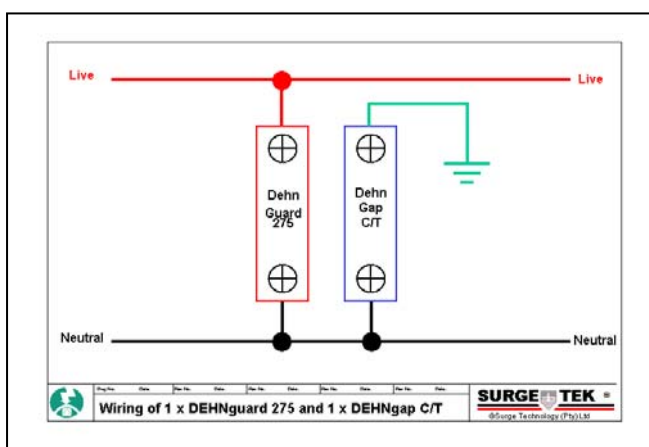 Live
Live
Dehn
Guard
275
Dehn
Gap
C/T
Neutral
Neutral
Wiring of 1 x DEHNguard 275 and 1 x DEHNgap C/T
SURGE TEK ®
©Surge Technology (Pty) Ltd